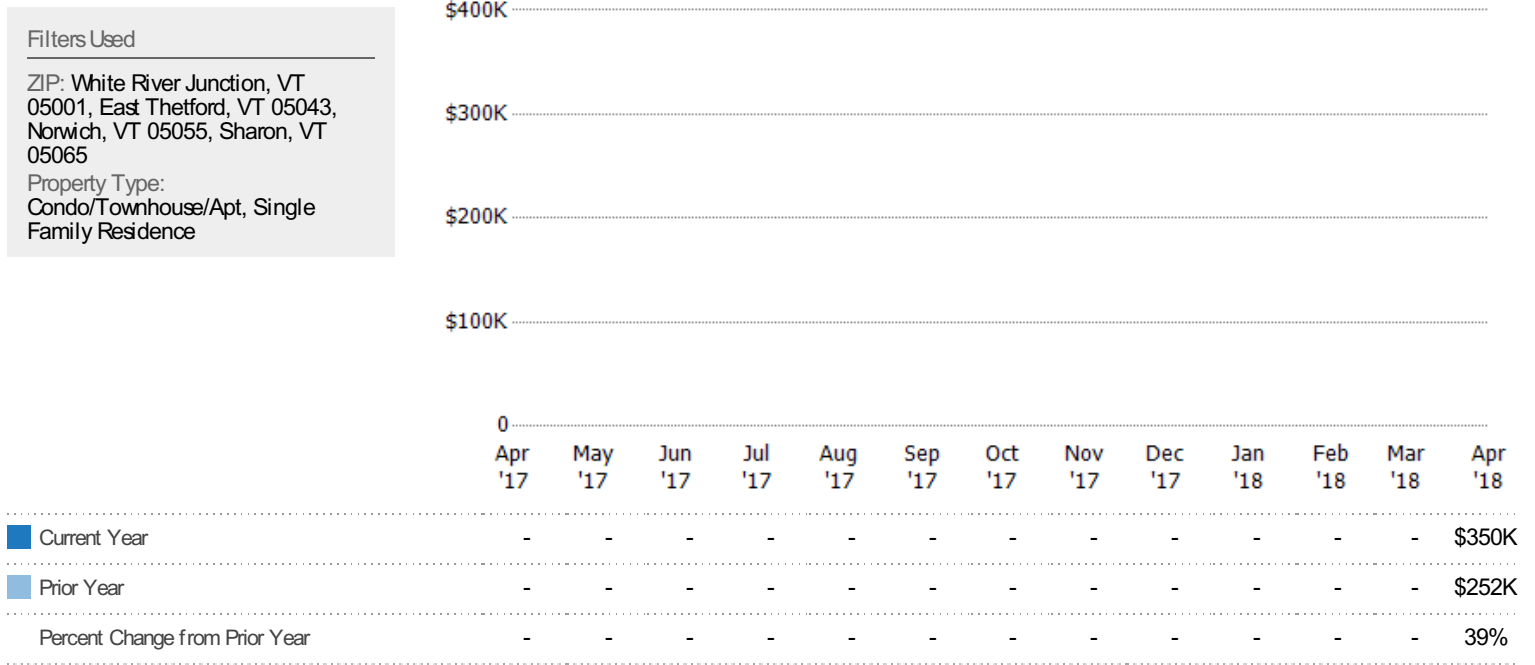 Filters Used
ZIP: White River Junction, VT
05001, East Thetford, VT 05043,
Norwich, VT 05055, Sharon, VT
05065
Property Type:
Condo/Townhouse/Apt, Single
Family Residence
$400K
$300K
$200K
$100K
0
Apr May Jun Jul Aug Sep Oct Nov Dec Jan Feb Mar Apr
'17 '17 '17 '17 '17 '17 '17 '17 '17 '18 '18 '18 '18
Current Year - - - - - - - - - - - - $350K
Prior Year - - - - - - - - - - - - $252K
Percent Change from Prior Year - - - - - - - - - - - - 39%